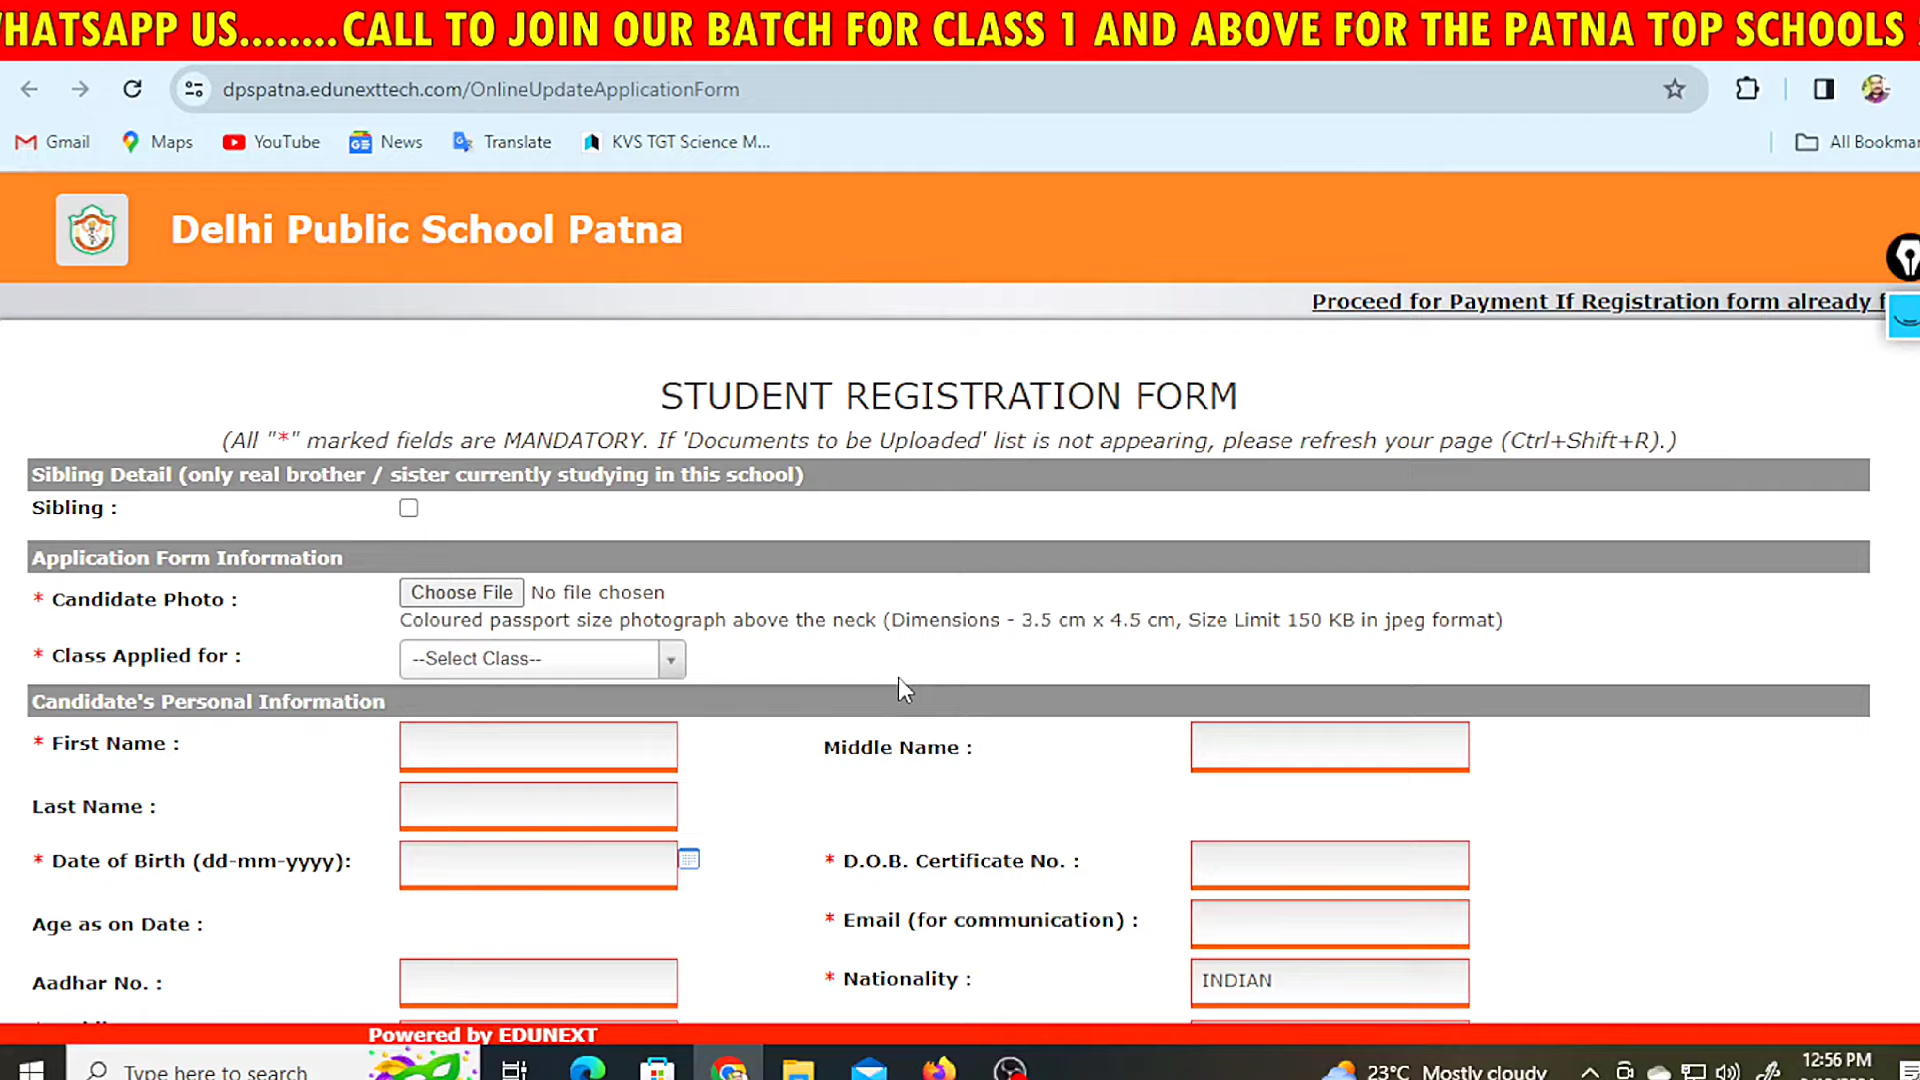 WHATSAPP US........CALL TO JOIN OUR BATCH FOR CLASS 1 AND ABOVE FOR THE PATNA TOP SCHOOLS
dpspatna.edunexttech.com/OnlineUpdateApplicationForm
Gmail Maps YouTube News Translate KVS TGT Science M... All Bookmar
Delhi Public School Patna
Proceed for Payment If Registration form already f
STUDENT REGISTRATION FORM
(All "*" marked fields are MANDATORY. If 'Documents to be Uploaded' list is not appearing, please refresh your page (Ctrl+Shift+R).)
Sibling Detail (only real brother / sister currently studying in this school)
Sibling :
Application Form Information
* Candidate Photo : Choose File No file chosen
Coloured passport size photograph above the neck (Dimensions - 3.5 cm x 4.5 cm, Size Limit 150 KB in jpeg format)
* Class Applied for : --Select Class--
Candidate's Personal Information
* First Name : Middle Name :
Last Name :
* Date of Birth (dd-mm-yyyy): * D.O.B. Certificate No. :
Age as on Date : * Email (for communication) :
Aadhar No. : * Nationality : INDIAN
Powered by EDUNEXT
Type here to search 23°C Mostly cloudy 12:56 PM